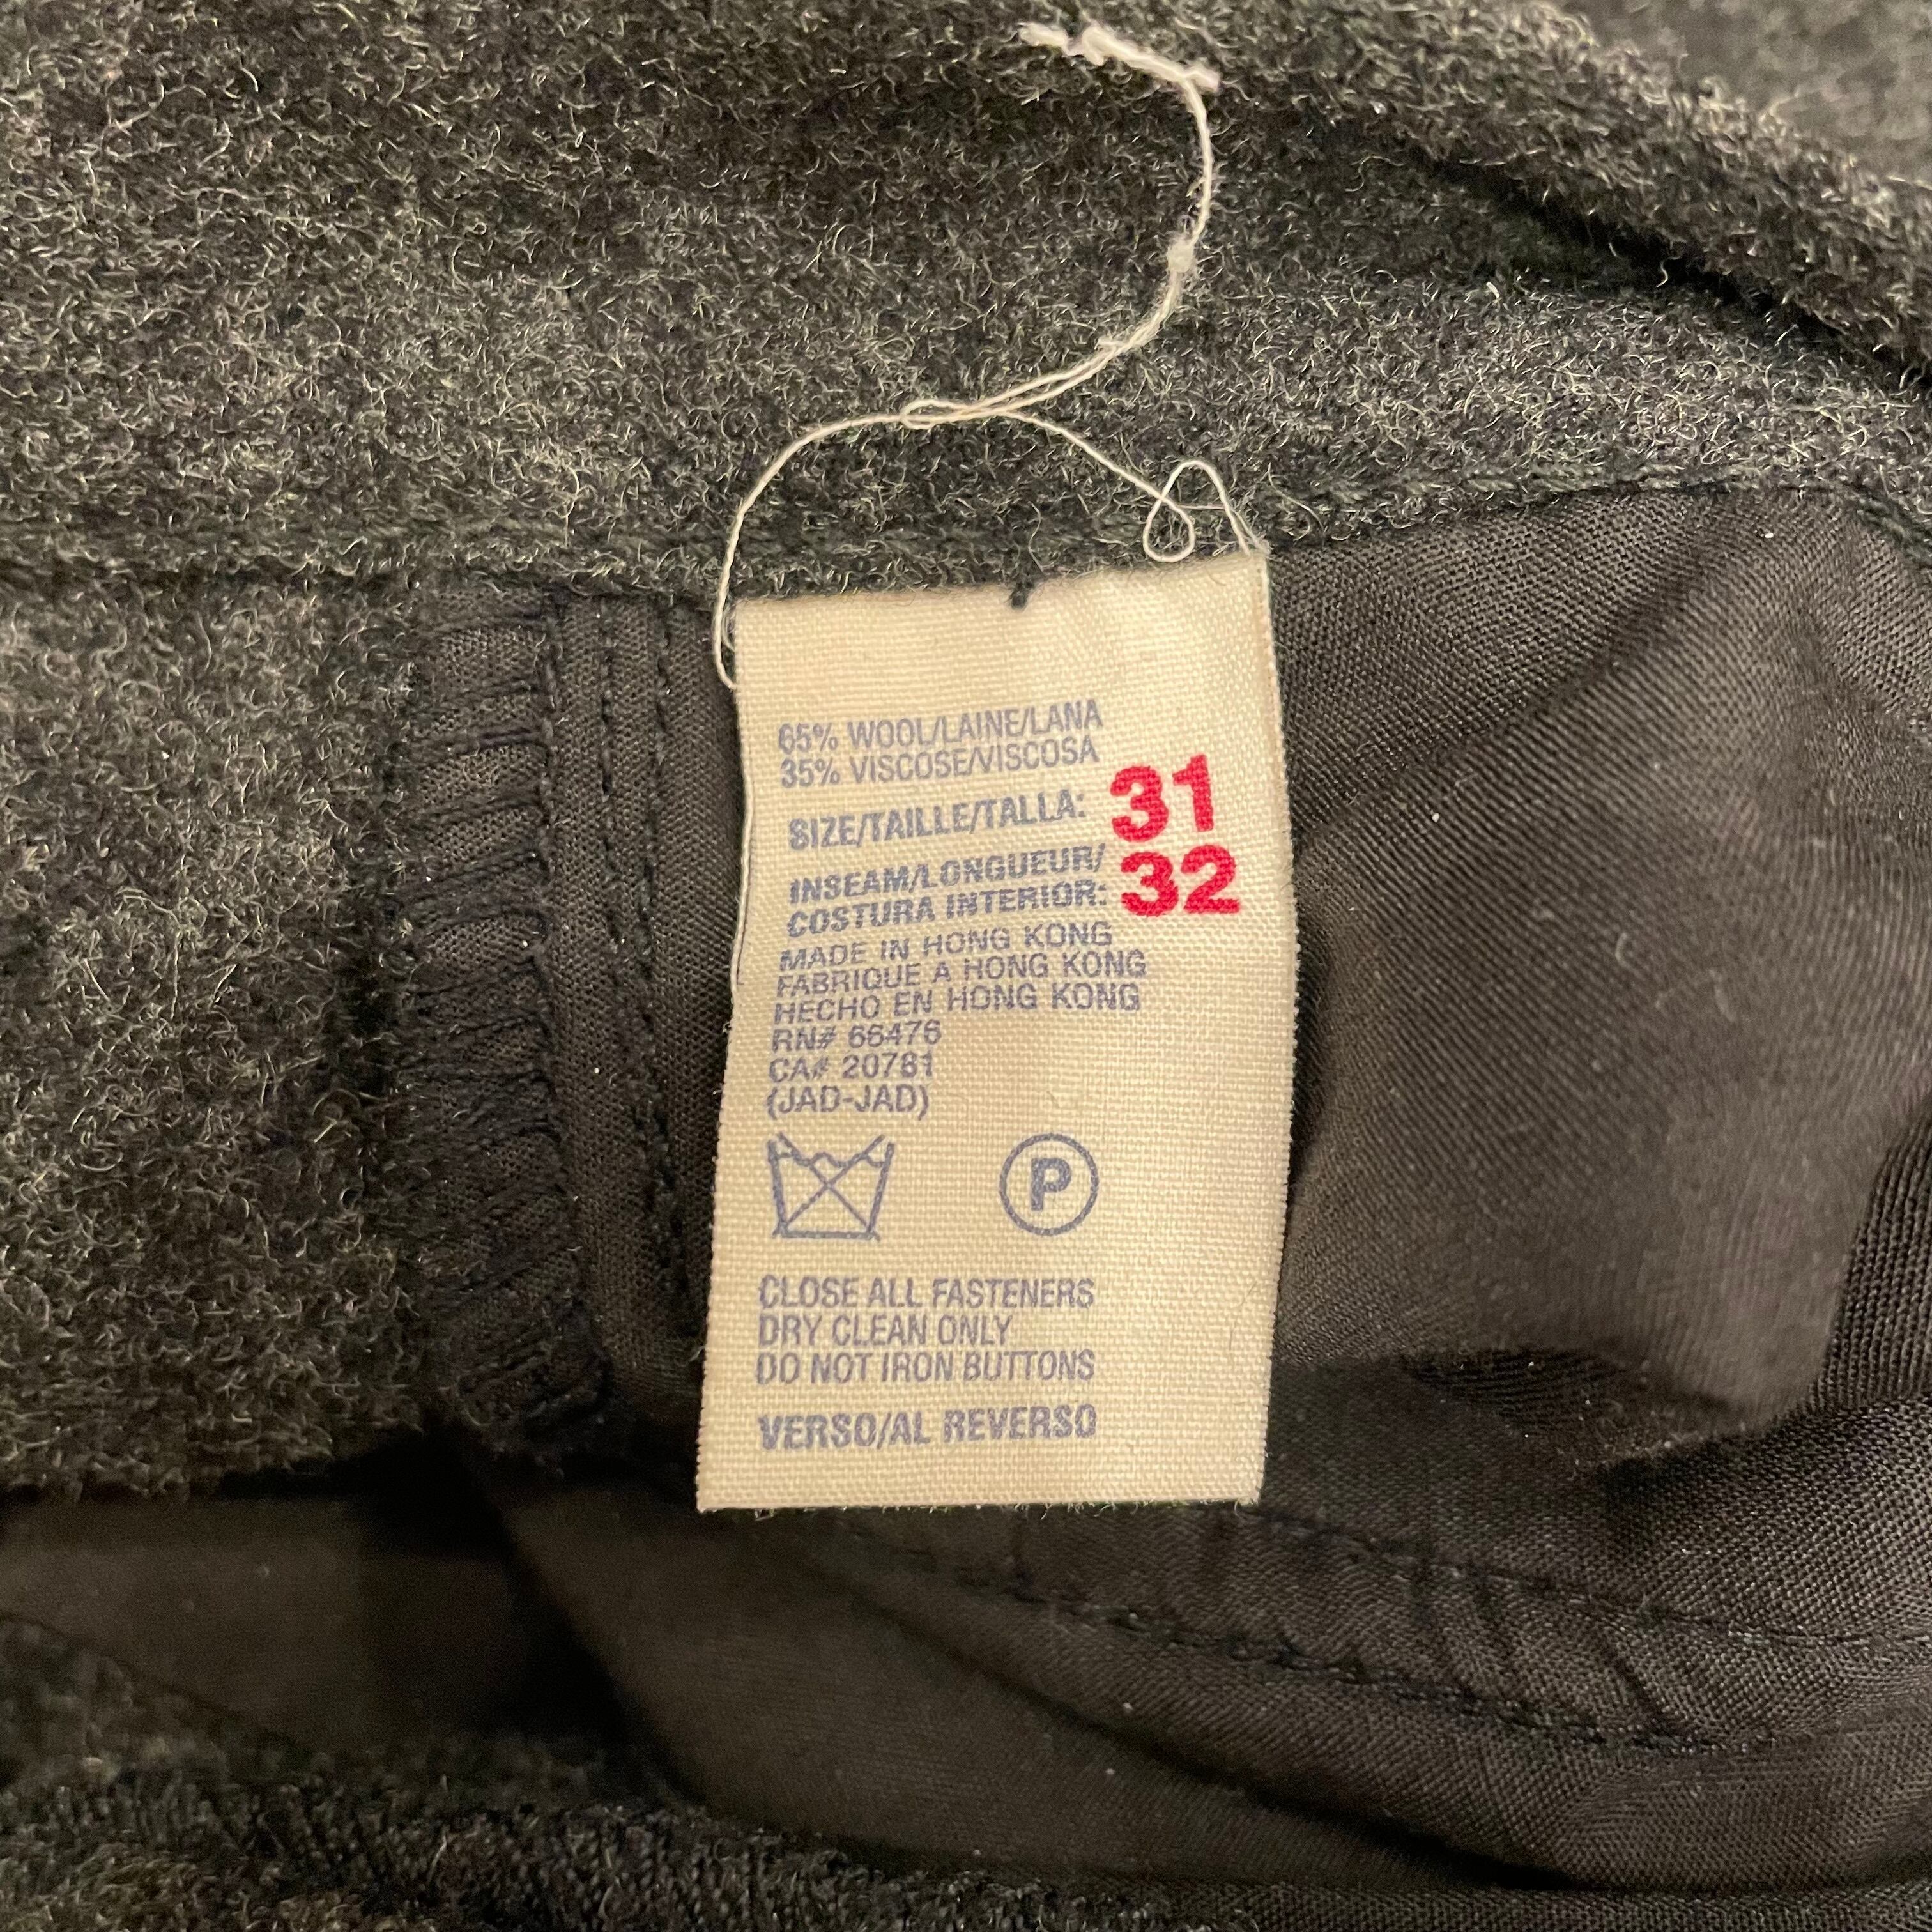 65% WOOL/LAINE/LANA
35% VISCOSE/VISCOSA
SIZE/TAILLE/TALLA: 31
INSEAM/LONGUEUR/
COSTURA INTERIOR: 32
MADE IN HONG KONG
FABRIQUE A HONG KONG
HECHO EN HONG KONG
RN# 66476
CA# 20781
(JAD-JAD)
P
CLOSE ALL FASTENERS
DRY CLEAN ONLY
DO NOT IRON BUTTONS
VERSO/AL REVERSO